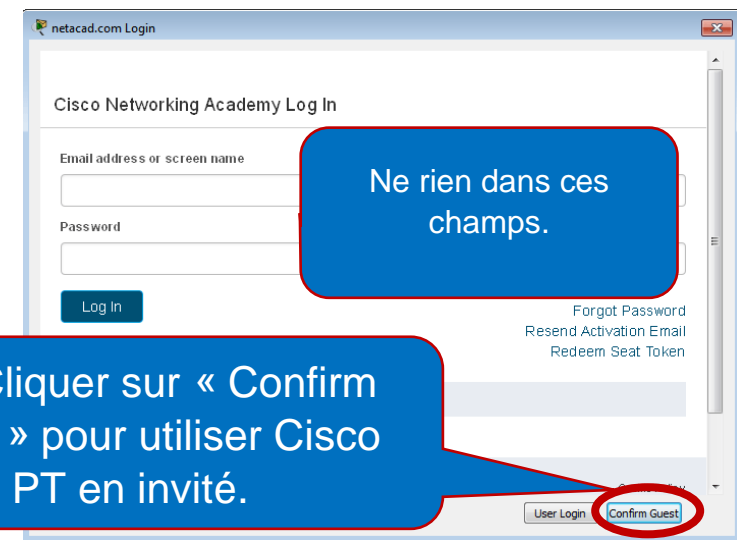 netacad.com Login
Cisco Networking Academy Log In
Email address or screen name
Ne rien dans ces
champs.
Password
Log In
Forgot Password
Resend Activation Email
Redeem Seat Token
Cliquer sur « Confirm
» pour utiliser Cisco
PT en invité.
User Login
Confirm Guest